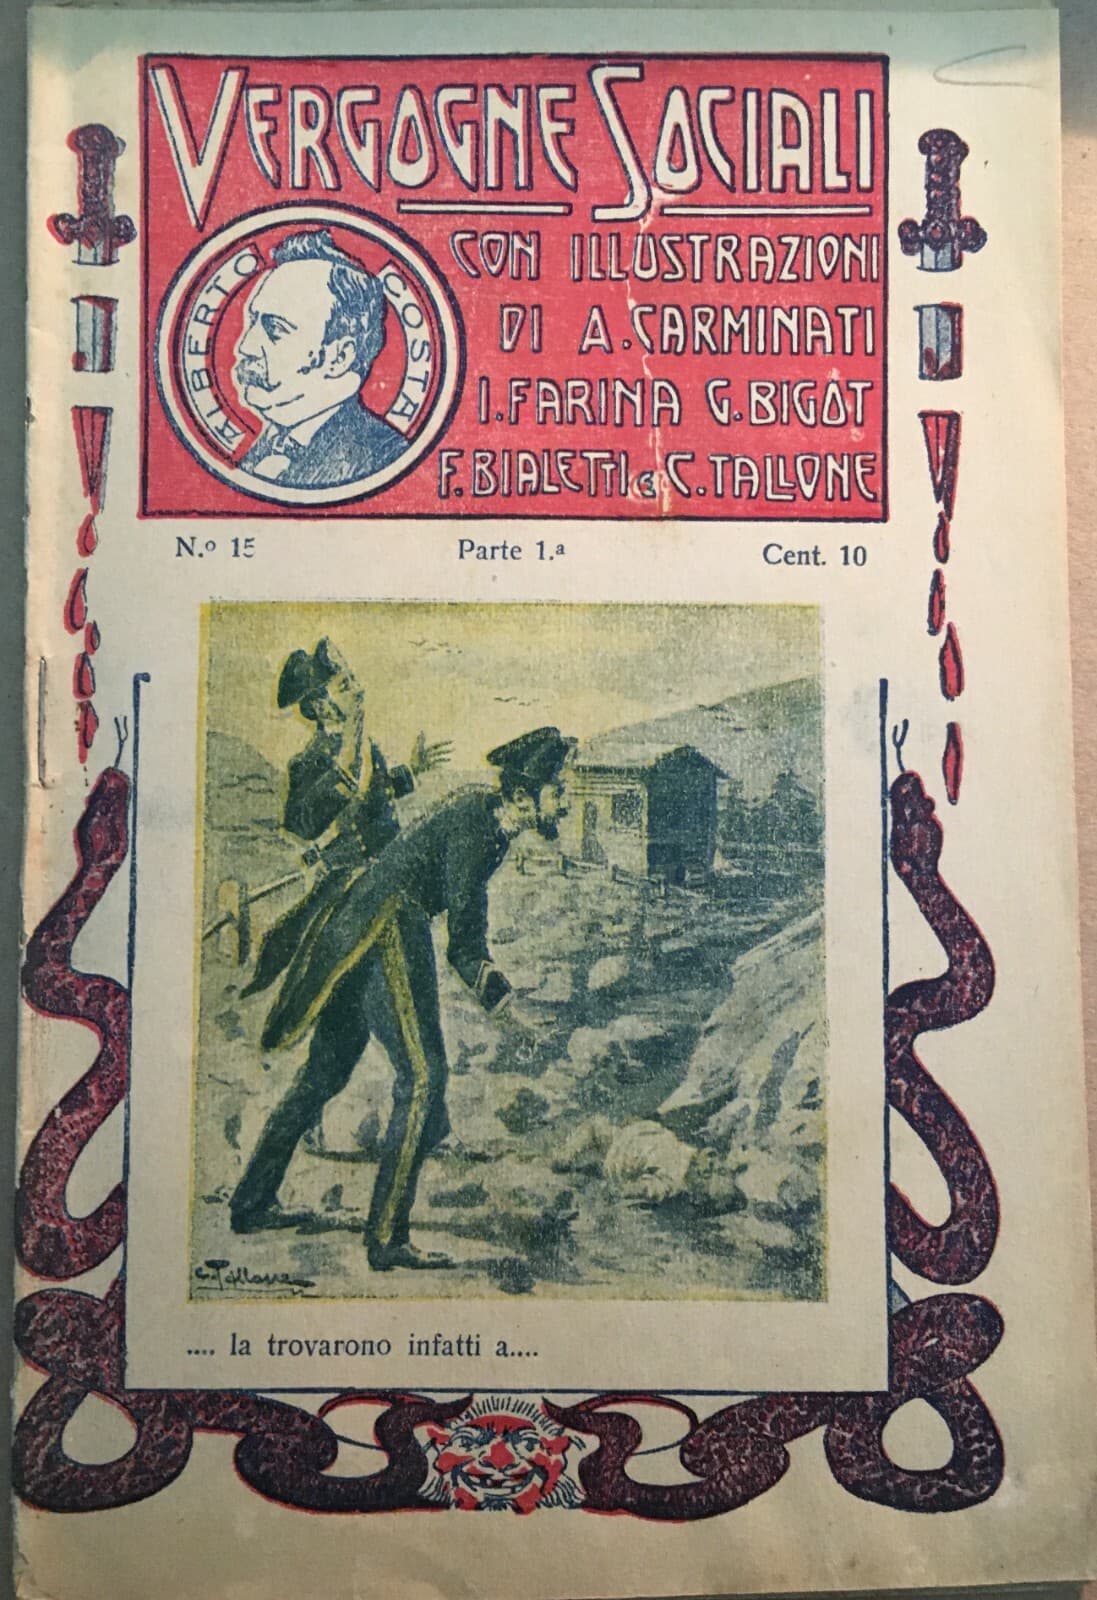 VERGOGNE SOCIALI
ALBERTO COSTA
CON ILLUSTRAZIONI
DI A. CARMINATI
I. FARINA G. BIGOT
F. BIALETTI E C. TALLONE
N.º 15 Parte 1.ª Cent. 10
C. Tallone
.... la trovarono infatti a....